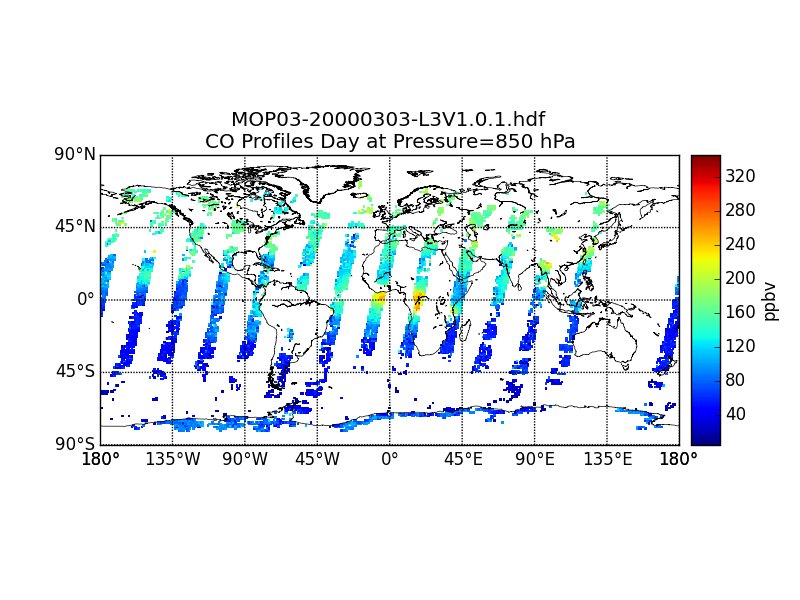 MOP03-20000303-L3V1.0.1.hdf
CO Profiles Day at Pressure=850 hPa
90°N
45°N
0°
45°S
90°S
180° 135°W 90°W 45°W 0° 45°E 90°E 135°E 180°
320
280
240
200
160
120
80
40
ppbv